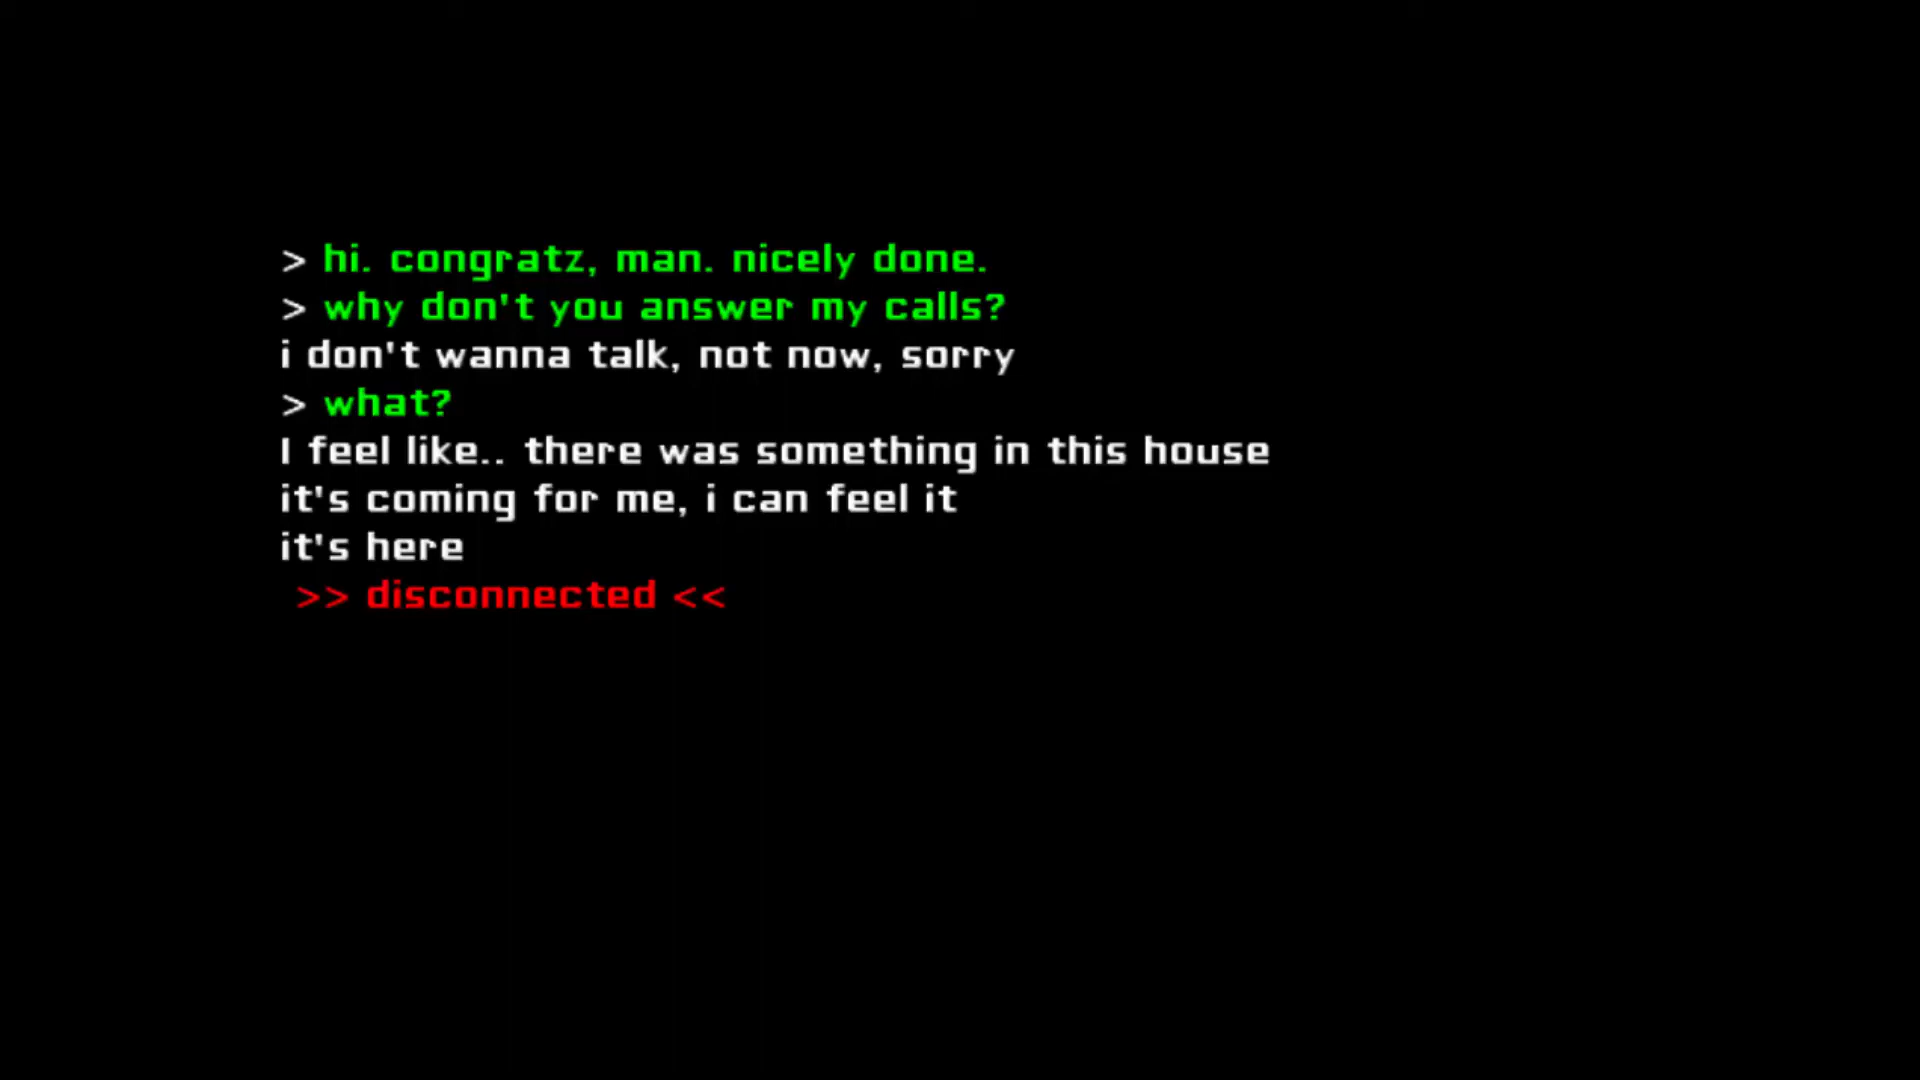 > hi. congratz, man. nicely done.
> why don't you answer my calls?
i don't wanna talk, not now, sorry
> what?
I feel like.. there was something in this house
it's coming for me, i can feel it
it's here
>> disconnected <<